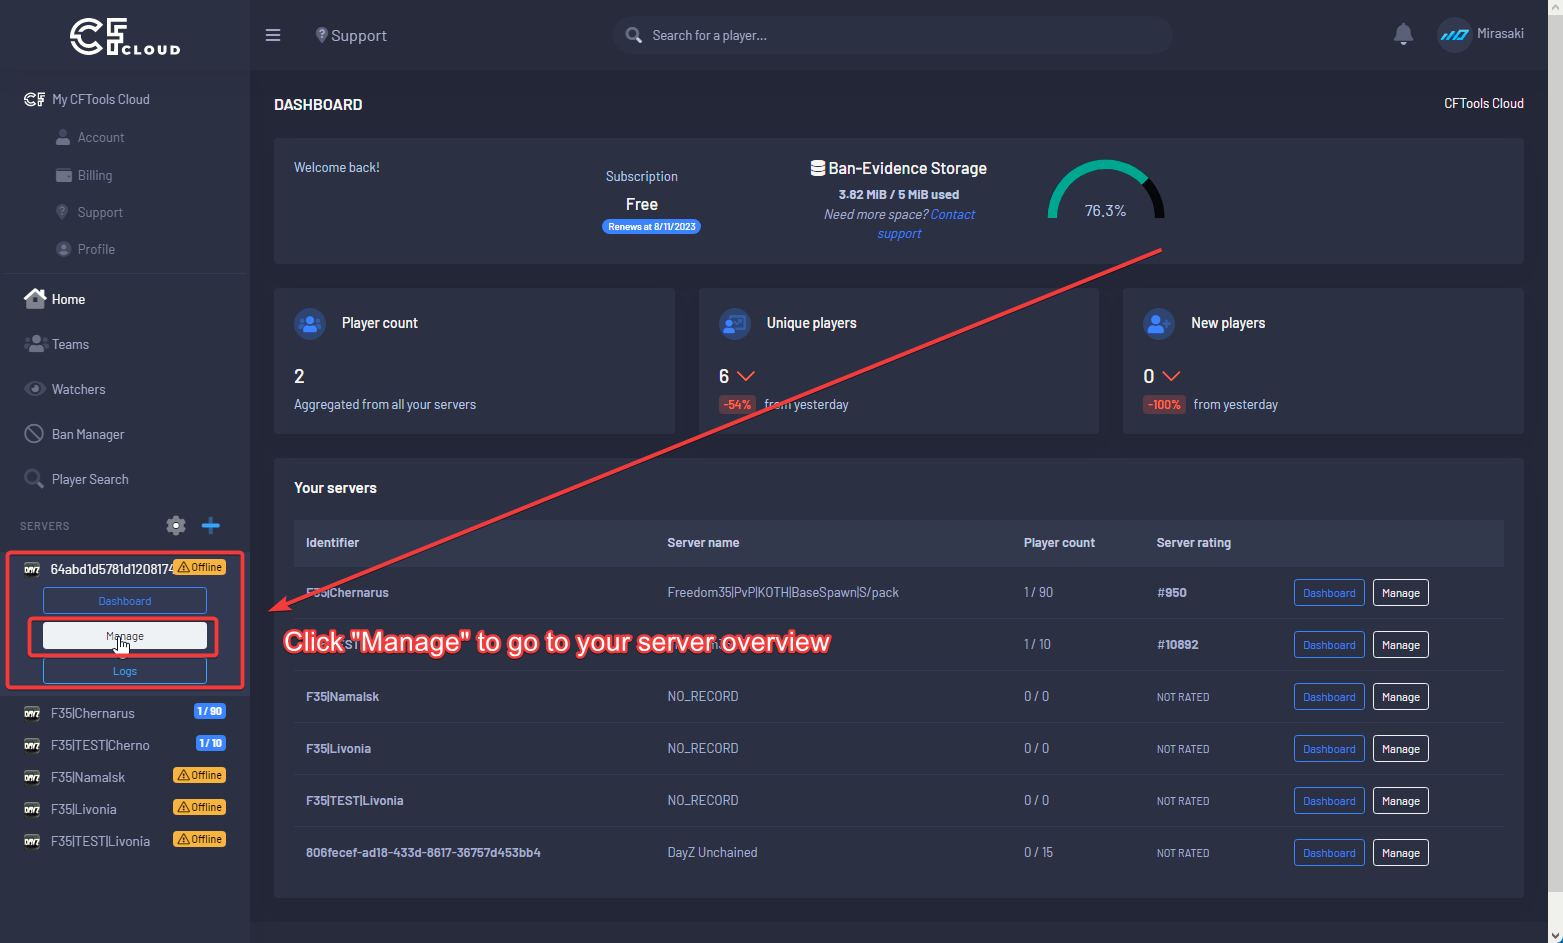 CF CLOUD
Support
Search for a player...
Mirasaki
CF My CFTools Cloud
Account
Billing
Support
Profile
Home
Teams
Watchers
Ban Manager
Player Search
SERVERS
64abd1d5781d1208174 Offline
Dashboard
Manage
Logs
F35|Chernarus 1 / 90
F35|TEST|Cherno 1 / 10
F35|Namalsk Offline
F35|Livonia Offline
F35|TEST|Livonia Offline
DASHBOARD
CFTools Cloud
Welcome back!
Subscription
Free
Renews at 8/11/2023
Ban-Evidence Storage
3.82 MiB / 5 MiB used
Need more space? Contact
support
76.3%
Player count
2
Aggregated from all your servers
Unique players
6
-54% from yesterday
New players
0
-100% from yesterday
Your servers
Identifier Server name Player count Server rating
F35|Chernarus Freedom35|PvP|KOTH|BaseSpawn|S/pack 1 / 90 #950 Dashboard Manage
Click "Manage" to go to your server overview
1 / 10 #10892 Dashboard Manage
F35|Namalsk NO_RECORD 0 / 0 NOT RATED Dashboard Manage
F35|Livonia NO_RECORD 0 / 0 NOT RATED Dashboard Manage
F35|TEST|Livonia NO_RECORD 0 / 0 NOT RATED Dashboard Manage
806fecef-ad18-433d-8617-36757d453bb4 DayZ Unchained 0 / 15 NOT RATED Dashboard Manage